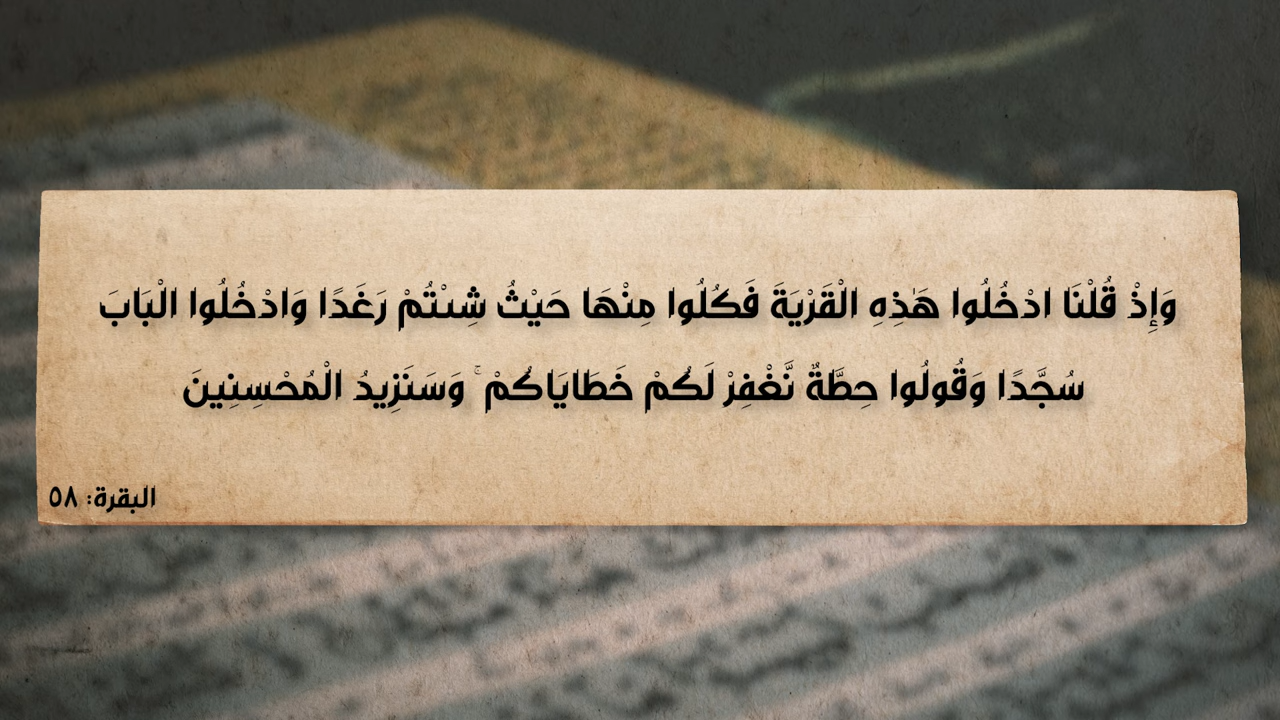 وَإِذْ قُلْنَا ادْخُلُوا هَٰذِهِ الْقَرْيَةَ فَكُلُوا مِنْهَا حَيْثُ شِئْتُمْ رَغَدًا وَادْخُلُوا الْبَابَ
سُجَّدًا وَقُولُوا حِطَّةٌ نَّغْفِرْ لَكُمْ خَطَايَاكُمْ ۚ وَسَنَزِيدُ الْمُحْسِنِينَ
البقرة: ٥٨